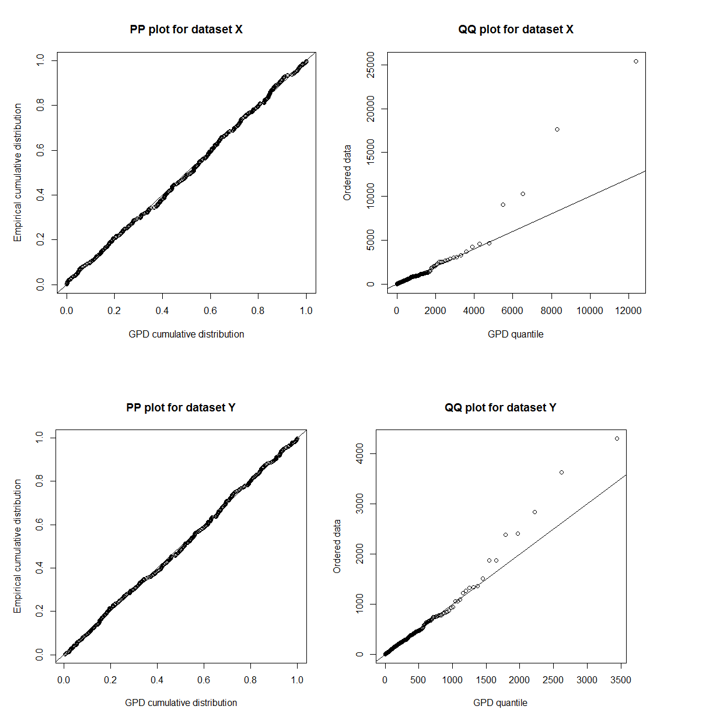 PP plot for dataset X
Empirical cumulative distribution
0.0 0.2 0.4 0.6 0.8 1.0
0.0 0.2 0.4 0.6 0.8 1.0
GPD cumulative distribution
QQ plot for dataset X
Ordered data
0 5000 10000 15000 20000 25000
0 2000 4000 6000 8000 10000 12000
GPD quantile
PP plot for dataset Y
Empirical cumulative distribution
0.0 0.2 0.4 0.6 0.8 1.0
0.0 0.2 0.4 0.6 0.8 1.0
GPD cumulative distribution
QQ plot for dataset Y
Ordered data
0 1000 2000 3000 4000
0 500 1000 1500 2000 2500 3000 3500
GPD quantile